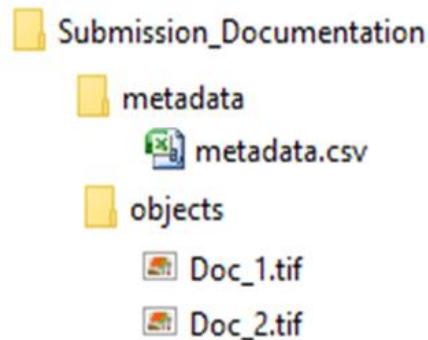 Submission_Documentation
metadata
metadata.csv
objects
Doc_1.tif
Doc_2.tif